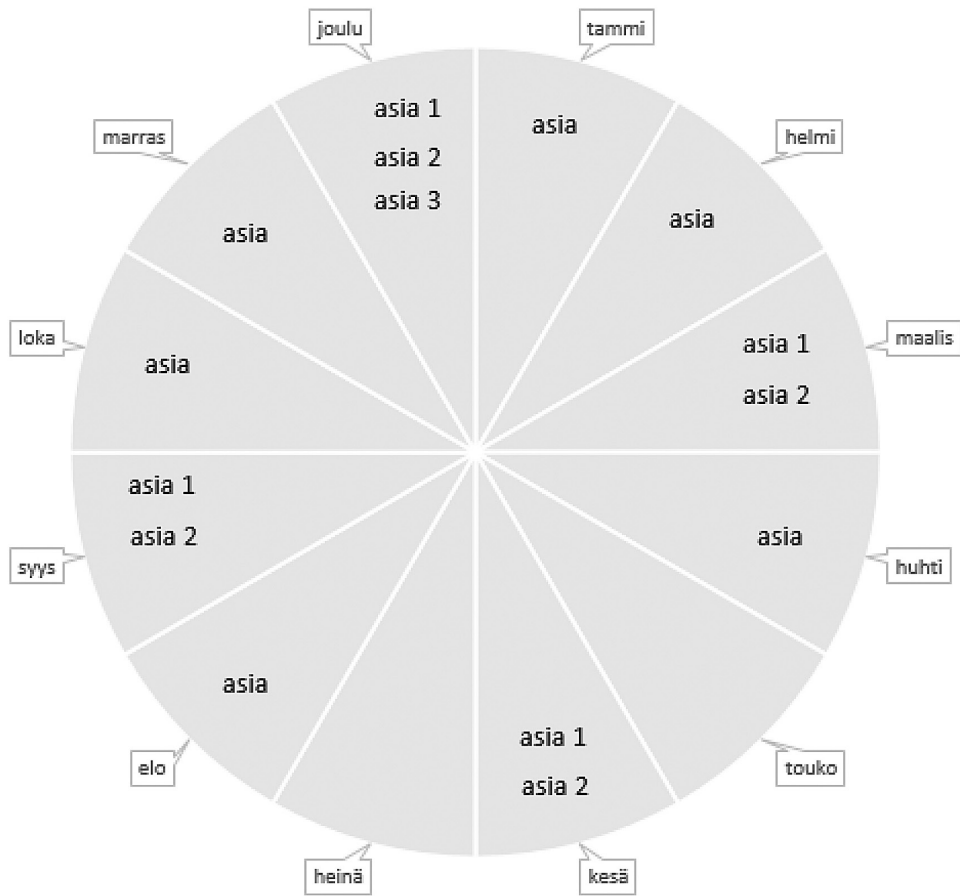 joulu
tammi
asia 1
asia 2
asia 3
asia
marras
helmi
asia
asia
loka
maalis
asia
asia 1
asia 2
asia 1
asia 2
asia
syys
huhti
asia
asia 1
asia 2
elo
touko
heinä
kesä